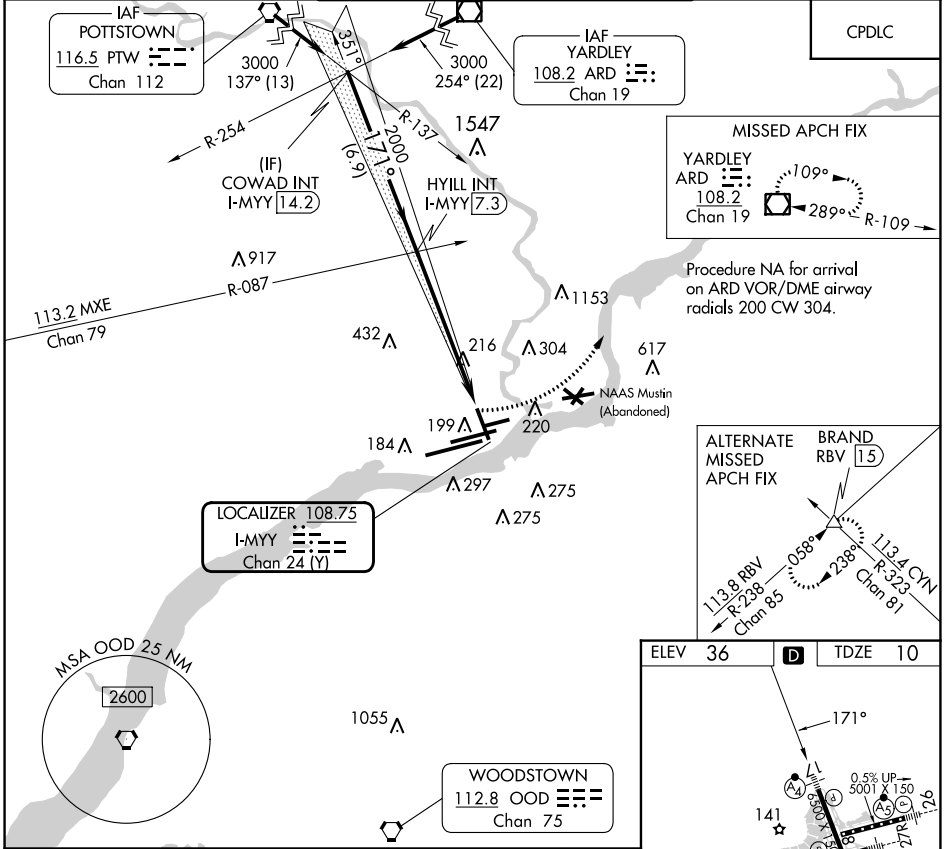 IAF
POTTSTOWN
116.5 PTW
Chan 112
3000
137° (13)
351°
3000
254° (22)
IAF
YARDLEY
108.2 ARD
Chan 19
CPDLC
R-254
R-137
1547
2000
171°
(6.9)
(IF)
COWAD INT
I-MYY 14.2
HYILL INT
I-MYY 7.3
MISSED APCH FIX
YARDLEY
ARD
108.2
Chan 19
109°
289°
R-109
917
R-087
113.2 MXE
Chan 79
Procedure NA for arrival
on ARD VOR/DME airway
radials 200 CW 304.
1153
432
216
304
617
NAAS Mustin
(Abandoned)
199
220
184
297
275
275
LOCALIZER 108.75
I-MYY
Chan 24 (Y)
ALTERNATE
MISSED
APCH FIX
BRAND
RBV 15
058°
238°
113.8 RBV
R-238
Chan 85
113.4 CYN
R-323
Chan 81
MSA OOD 25 NM
2600
1055
WOODSTOWN
112.8 OOD
Chan 75
ELEV 36
D
TDZE 10
171°
17
A4
P
0.5% UP
5001 X 150
A5
P
26
27R
8
141